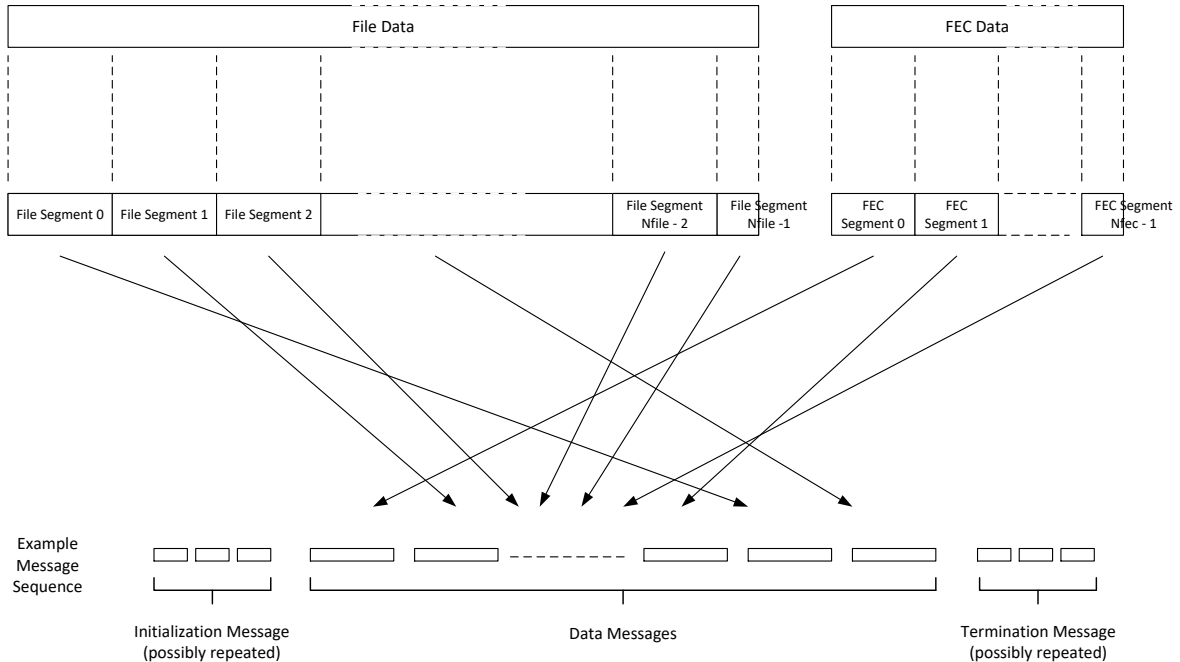 File Data
FEC Data
File Segment 0
File Segment 1
File Segment 2
File Segment
Nfile - 2
File Segment
Nfile -1
FEC
Segment 0
FEC
Segment 1
FEC Segment
Nfec - 1
Example
Message
Sequence
Initialization Message
(possibly repeated)
Data Messages
Termination Message
(possibly repeated)